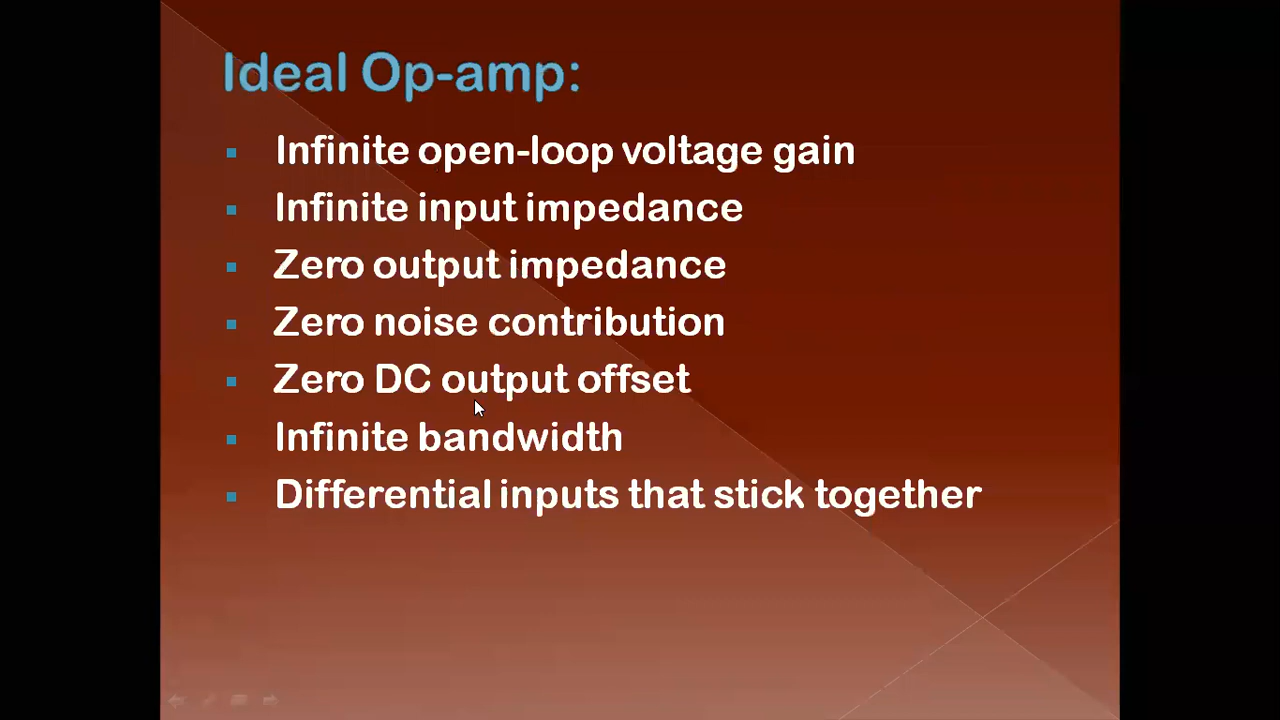 Ideal Op-amp:
Infinite open-loop voltage gain
Infinite input impedance
Zero output impedance
Zero noise contribution
Zero DC output offset
Infinite bandwidth
Differential inputs that stick together